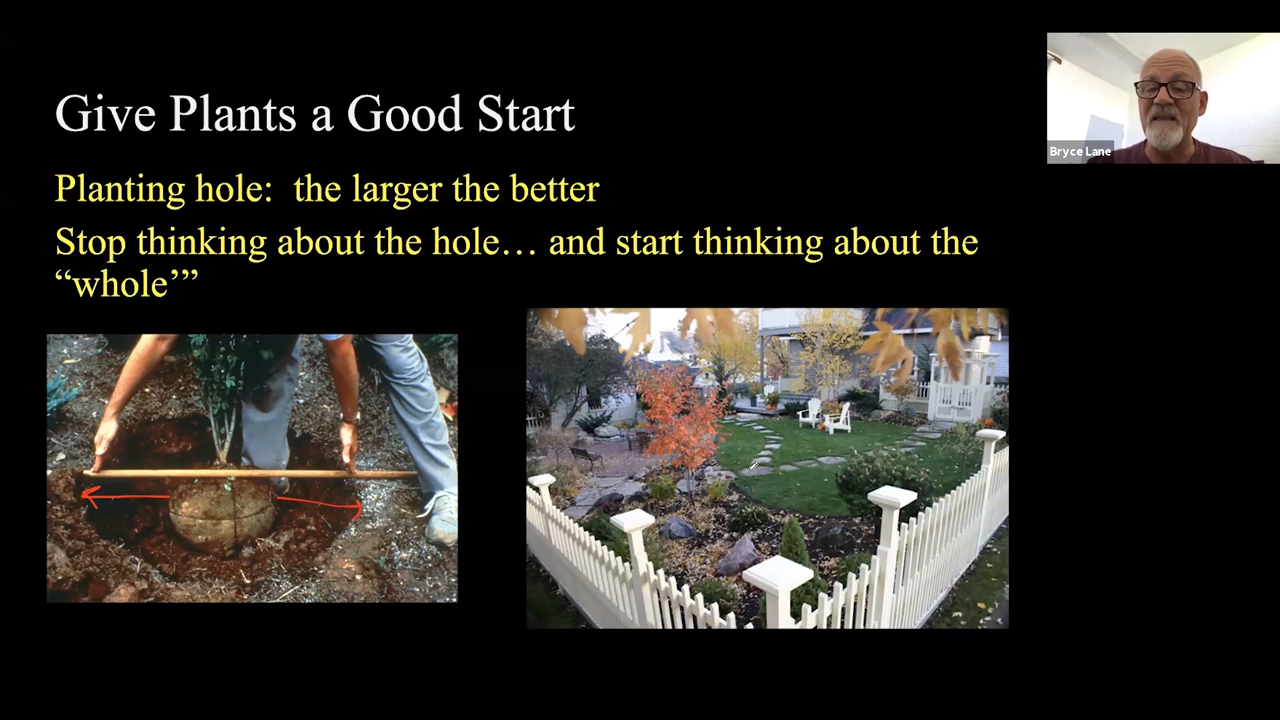 Give Plants a Good Start
Bryce Lane
Planting hole:  the larger the better
Stop thinking about the hole… and start thinking about the
“whole’”